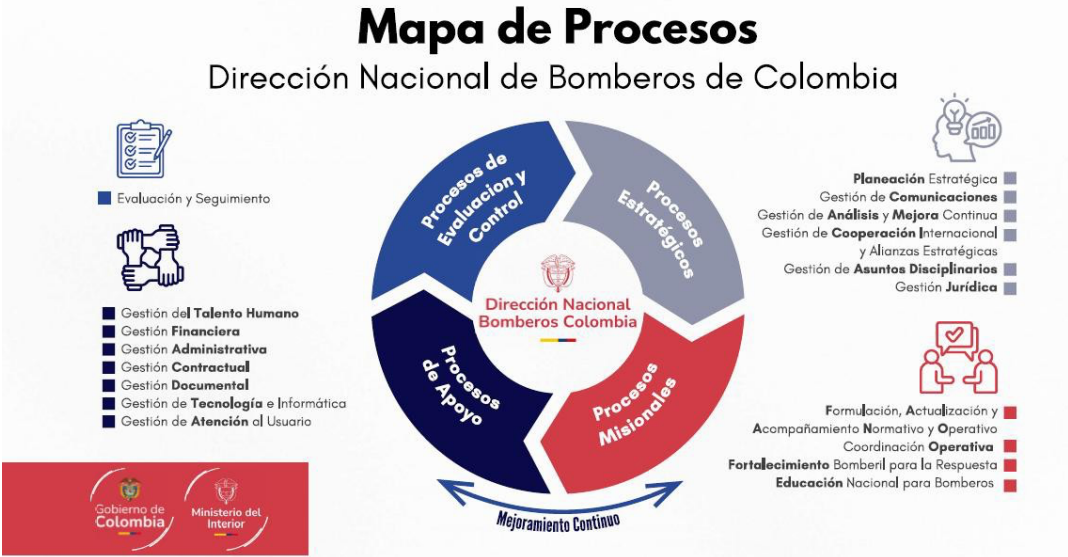 Mapa de Procesos
Dirección Nacional de Bomberos de Colombia
Evaluación y Seguimiento
Gestión del Talento Humano
Gestión Financiera
Gestión Administrativa
Gestión Contractual
Gestión Documental
Gestión de Tecnología e Informática
Gestión de Atención al Usuario
Procesos de
Evaluacion y
Control
Procesos
Estratégicos
Dirección Nacional
Bomberos Colombia
Procesos
de Apoyo
Procesos
Misionales
Mejoramiento Continuo
Planeación Estratégica
Gestión de Comunicaciones
Gestión de Análisis y Mejora Continua
Gestión de Cooperación Internacional
y Alianzas Estratégicas
Gestión de Asuntos Disciplinarios
Gestión Jurídica
Formulación, Actualización y
Acompañamiento Normativo y Operativo
Coordinación Operativa
Fortalecimiento Bomberil para la Respuesta
Educación Nacional para Bomberos
Gobierno de
Colombia
Ministerio del
Interior